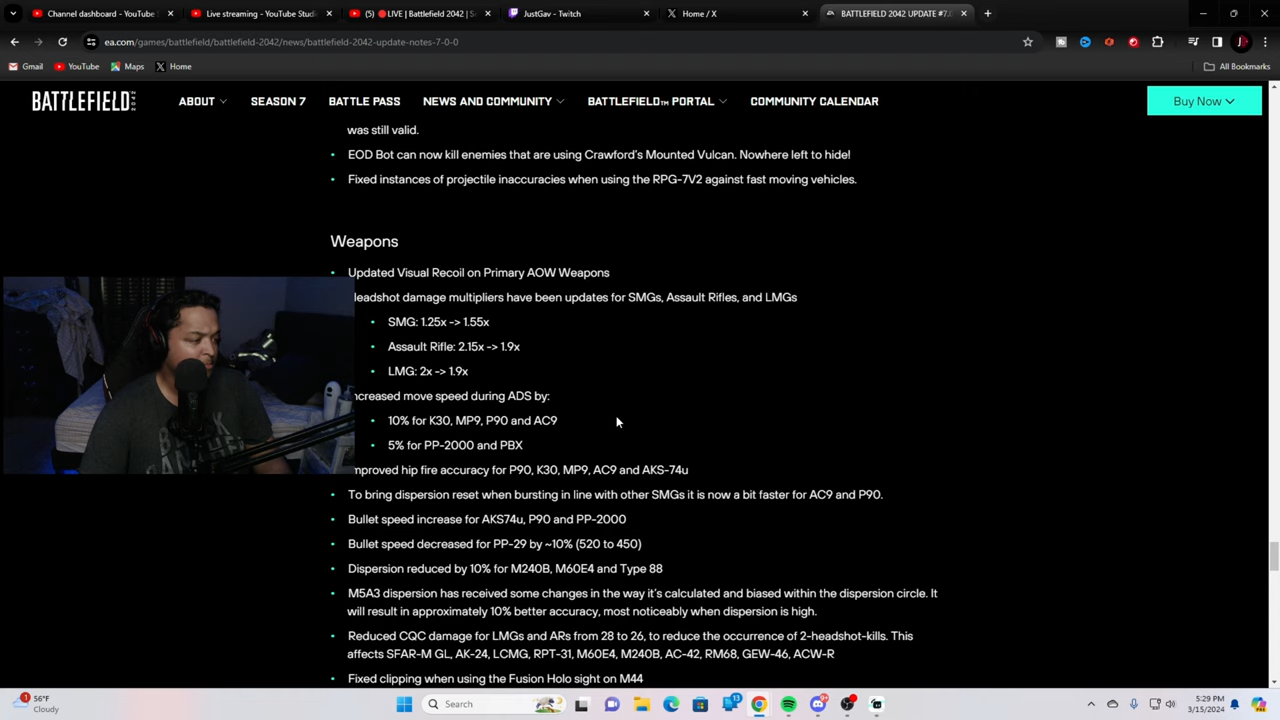 Channel dashboard - YouTube S
Live streaming - YouTube Studi
(5) 🔴LIVE | Battlefield 2042 | S
JustGav - Twitch
Home / X
BATTLEFIELD 2042 UPDATE #7.
ea.com/games/battlefield/battlefield-2042/news/battlefield-2042-update-notes-7-0-0
Gmail
YouTube
Maps
Home
All Bookmarks
BATTLEFIELD 2042
ABOUT
SEASON 7
BATTLE PASS
NEWS AND COMMUNITY
BATTLEFIELD™ PORTAL
COMMUNITY CALENDAR
Buy Now
was still valid.
• EOD Bot can now kill enemies that are using Crawford's Mounted Vulcan. Nowhere left to hide!
• Fixed instances of projectile inaccuracies when using the RPG-7V2 against fast moving vehicles.
Weapons
• Updated Visual Recoil on Primary AOW Weapons
eadshot damage multipliers have been updates for SMGs, Assault Rifles, and LMGs
• SMG: 1.25x -> 1.55x
• Assault Rifle: 2.15x -> 1.9x
• LMG: 2x -> 1.9x
ncreased move speed during ADS by:
• 10% for K30, MP9, P90 and AC9
• 5% for PP-2000 and PBX
mproved hip fire accuracy for P90, K30, MP9, AC9 and AKS-74u
• To bring dispersion reset when bursting in line with other SMGs it is now a bit faster for AC9 and P90.
• Bullet speed increase for AKS74u, P90 and PP-2000
• Bullet speed decreased for PP-29 by ~10% (520 to 450)
• Dispersion reduced by 10% for M240B, M60E4 and Type 88
• M5A3 dispersion has received some changes in the way it's calculated and biased within the dispersion circle. It
will result in approximately 10% better accuracy, most noticeably when dispersion is high.
• Reduced CQC damage for LMGs and ARs from 28 to 26, to reduce the occurrence of 2-headshot-kills. This
affects SFAR-M GL, AK-24, LCMG, RPT-31, M60E4, M240B, AC-42, RM68, GEW-46, ACW-R
• Fixed clipping when using the Fusion Holo sight on M44
1
56°F
Cloudy
Search
13
5:29 PM
3/15/2024